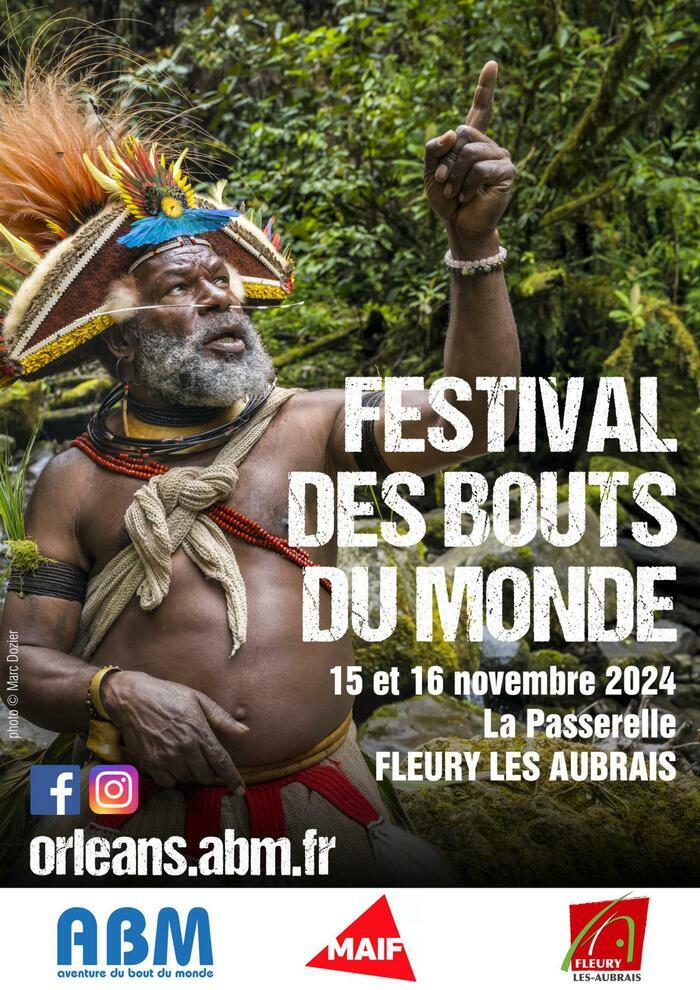 FESTIVAL
DES BOUTS
DU MONDE
15 et 16 novembre 2024
La Passerelle
FLEURY LES AUBRAIS
photo © Marc Dozier
orleans.abm.fr
ABM
aventure du bout du monde
MAIF
FLEURY
LES-AUBRAIS